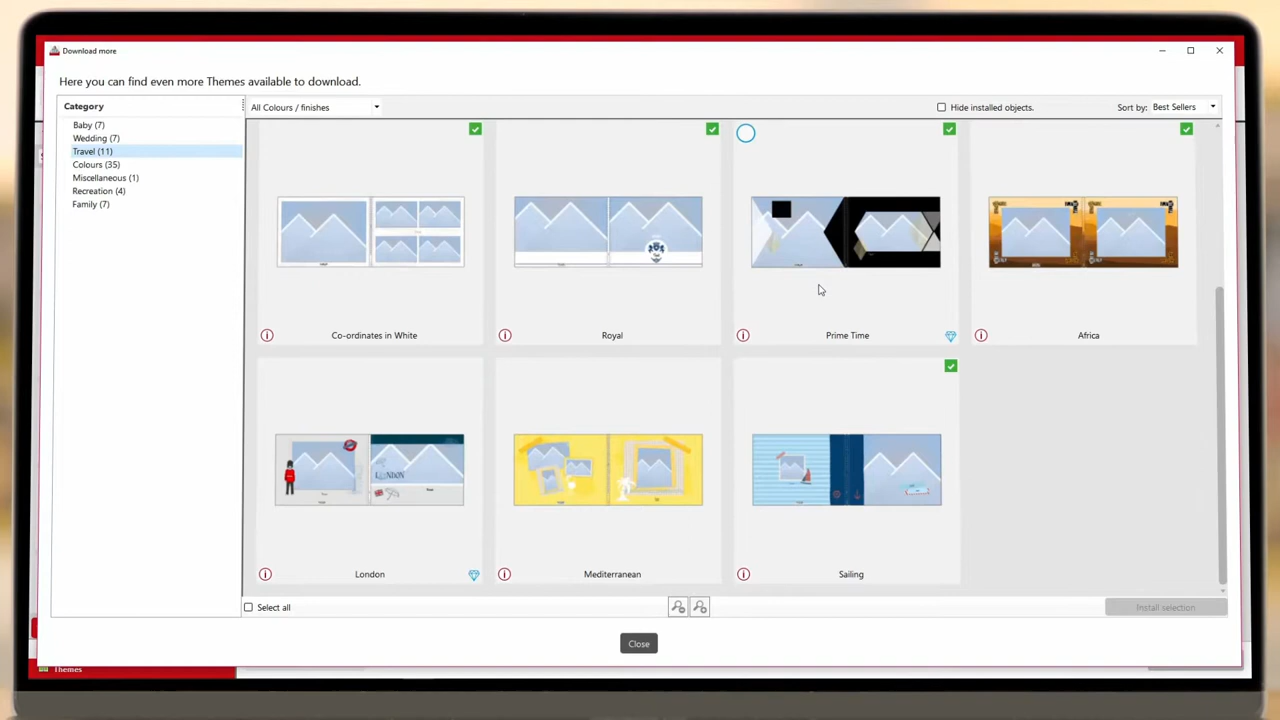 Download more
Here you can find even more Themes available to download.
Category
All Colours / finishes
Hide installed objects.
Sort by: Best Sellers
Baby (7)
Wedding (7)
Travel (11)
Colours (35)
Miscellaneous (1)
Recreation (4)
Family (7)
Co-ordinates in White
Royal
Prime Time
Africa
LONDON
London
Mediterranean
Sailing
Select all
Install selection
Close
Themes